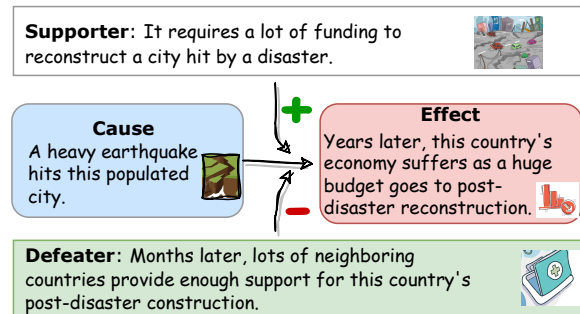 Supporter: It requires a lot of funding to
reconstruct a city hit by a disaster.
Cause
A heavy earthquake
hits this populated
city.
Effect
Years later, this country's
economy suffers as a huge
budget goes to post-
disaster reconstruction.
Defeater: Months later, lots of neighboring
countries provide enough support for this country's
post-disaster construction.